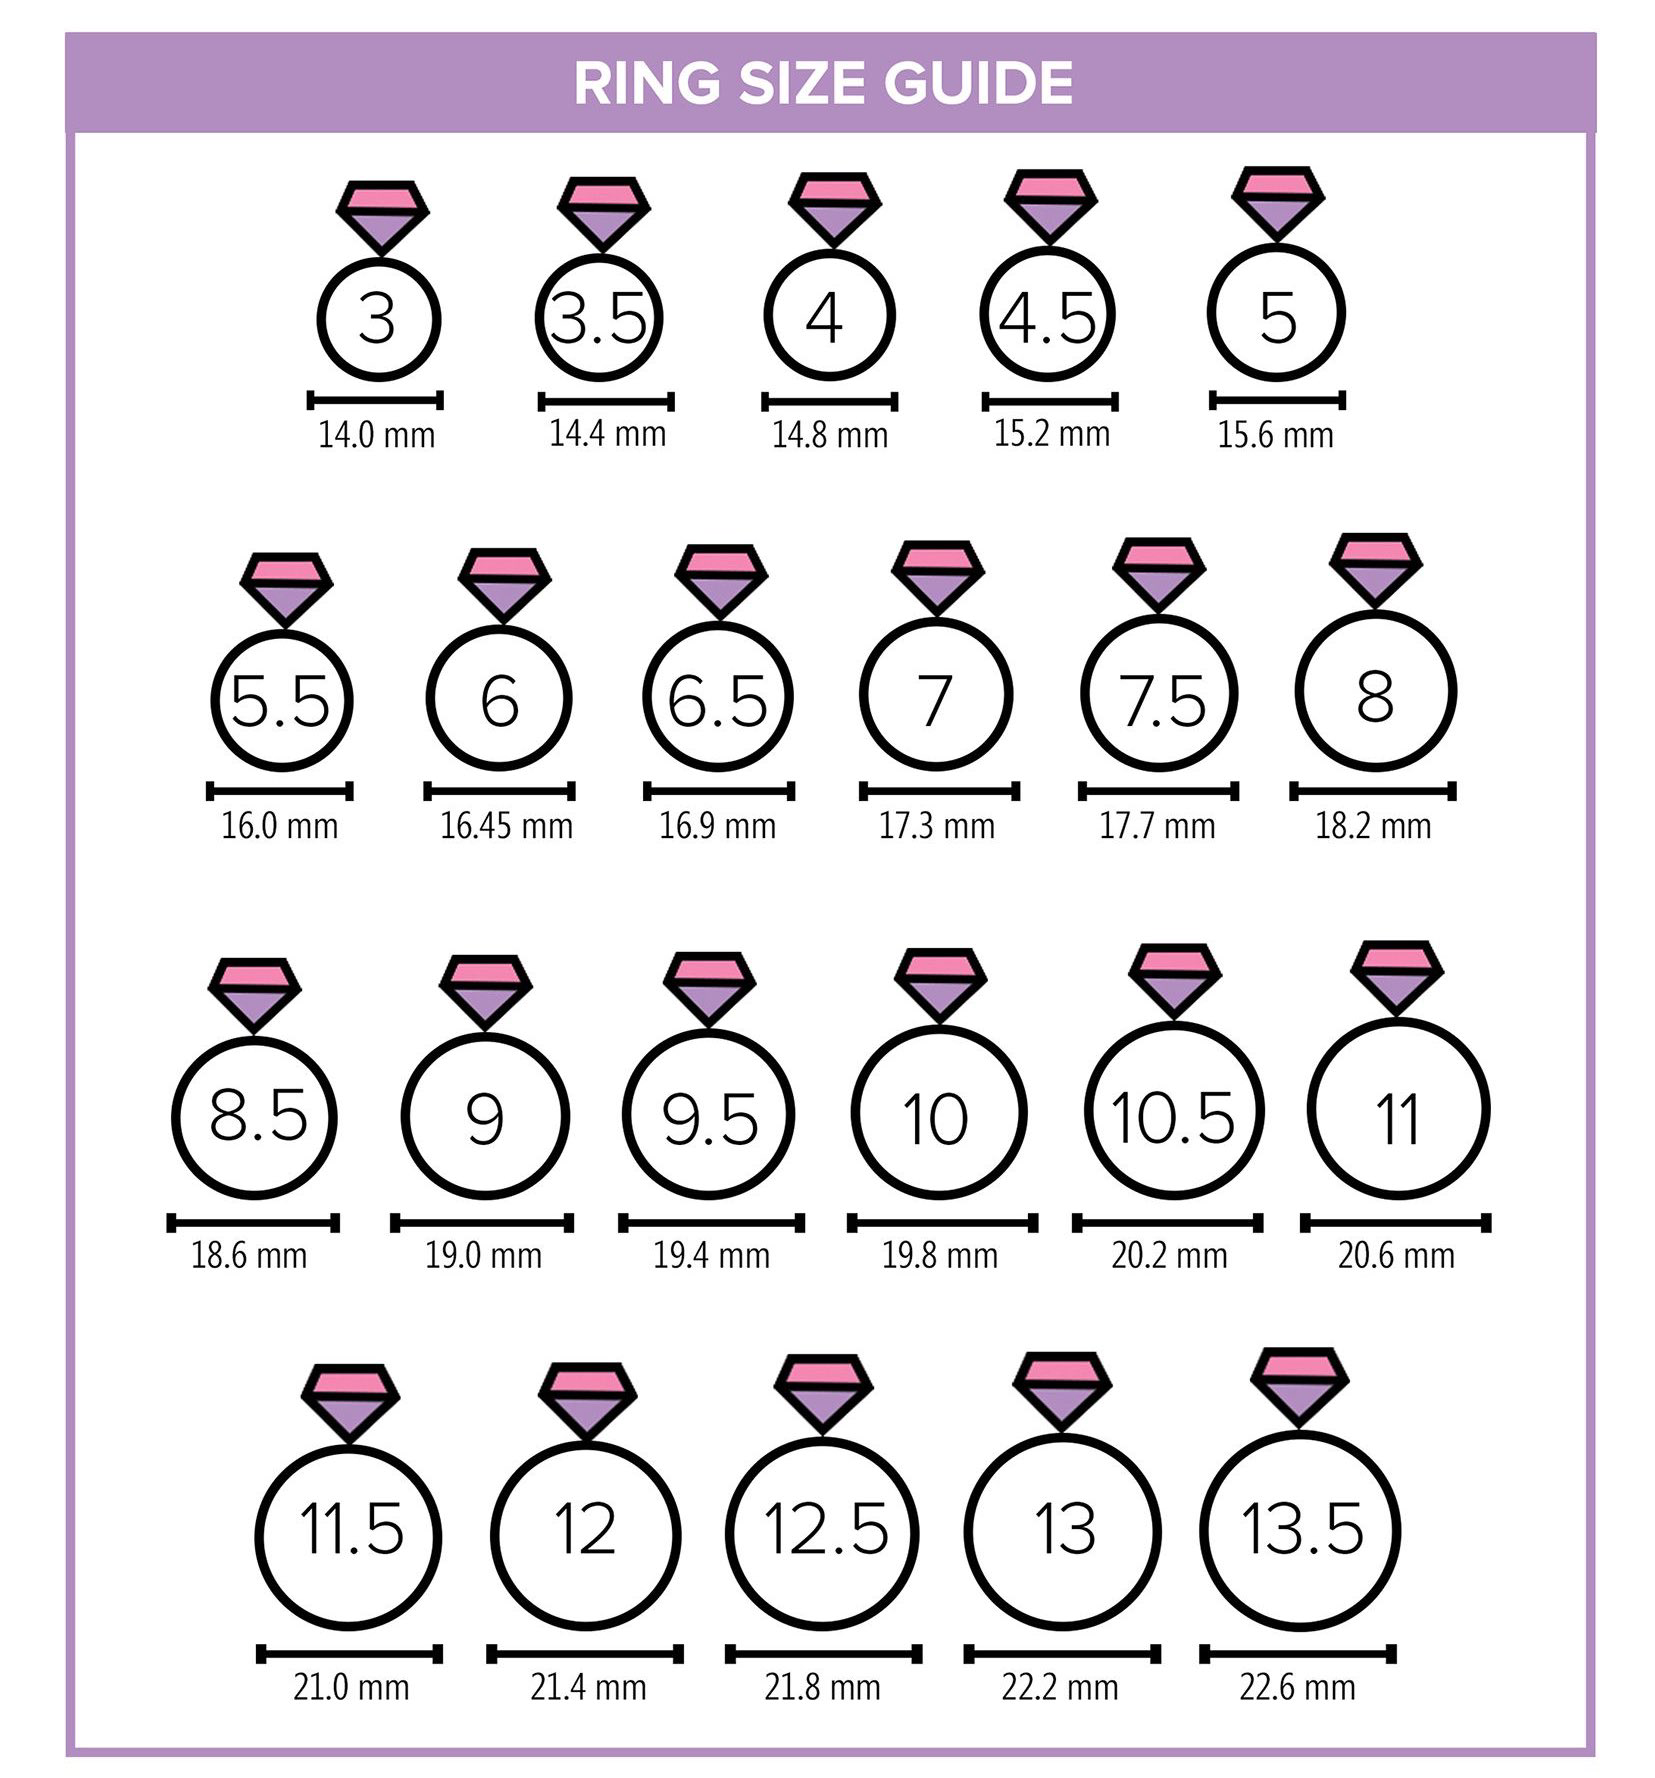 RING SIZE GUIDE
3 3.5 4 4.5 5
14.0 mm 14.4 mm 14.8 mm 15.2 mm 15.6 mm
5.5 6 6.5 7 7.5 8
16.0 mm 16.45 mm 16.9 mm 17.3 mm 17.7 mm 18.2 mm
8.5 9 9.5 10 10.5 11
18.6 mm 19.0 mm 19.4 mm 19.8 mm 20.2 mm 20.6 mm
11.5 12 12.5 13 13.5
21.0 mm 21.4 mm 21.8 mm 22.2 mm 22.6 mm